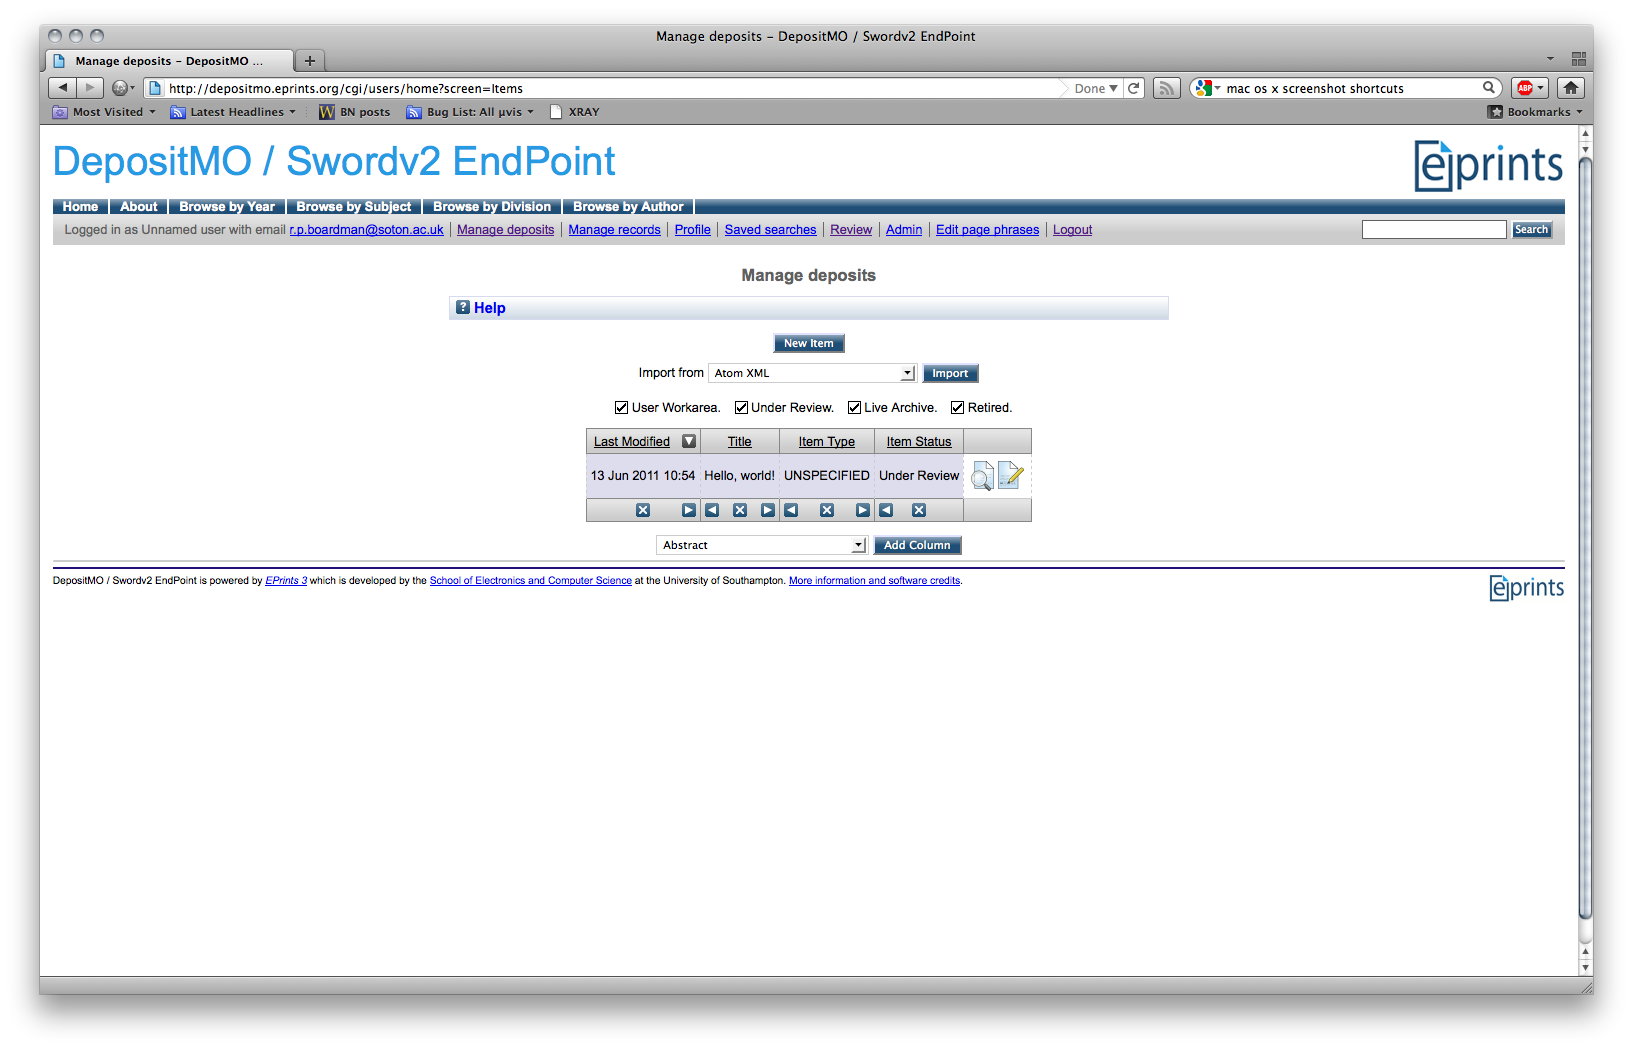 Manage deposits – DepositMO / Swordv2 EndPoint
Manage deposits – DepositMO ...
http://depositmo.eprints.org/cgi/users/home?screen=Items
Done
mac os x screenshot shortcuts
ABP
Most Visited
Latest Headlines
W BN posts
Bug List: All μvis
XRAY
Bookmarks
DepositMO / Swordv2 EndPoint
eprints
Home
About
Browse by Year
Browse by Subject
Browse by Division
Browse by Author
Logged in as Unnamed user with email r.p.boardman@soton.ac.uk | Manage deposits | Manage records | Profile | Saved searches | Review | Admin | Edit page phrases | Logout
Search
Manage deposits
? Help
New Item
Import from Atom XML Import
User Workarea. Under Review. Live Archive. Retired.
Last Modified Title Item Type Item Status
13 Jun 2011 10:54 Hello, world! UNSPECIFIED Under Review
Abstract Add Column
DepositMO / Swordv2 EndPoint is powered by EPrints 3 which is developed by the School of Electronics and Computer Science at the University of Southampton. More information and software credits.
eprints